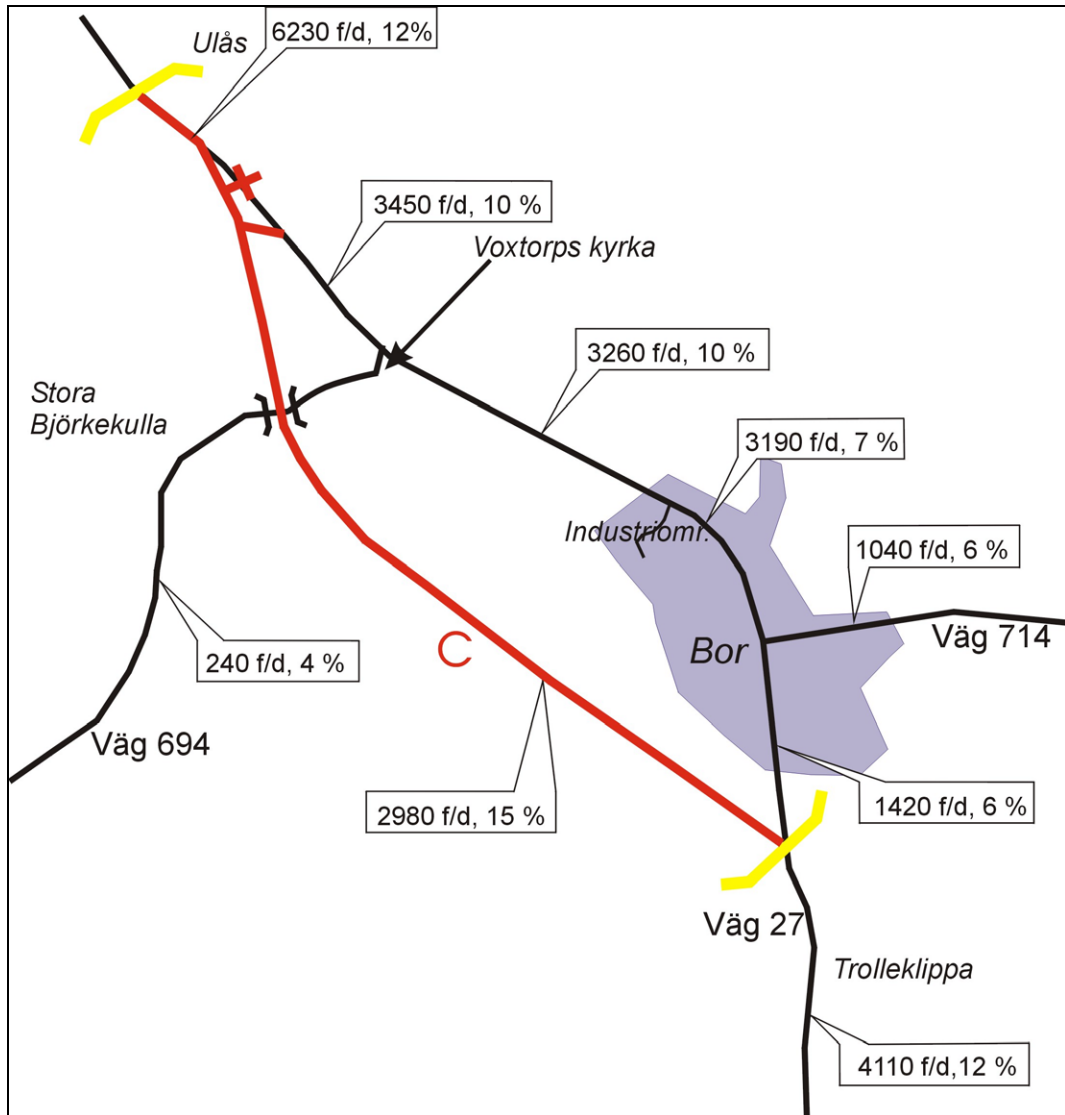 6230 f/d, 12%
Ulås
3450 f/d, 10 %
Voxtorps kyrka
3260 f/d, 10 %
Stora
Björkekulla
3190 f/d, 7 %
Industriomr.
1040 f/d, 6 %
Väg 714
Bor
C
240 f/d, 4 %
Väg 694
2980 f/d, 15 %
1420 f/d, 6 %
Väg 27
Trolleklippa
4110 f/d,12 %